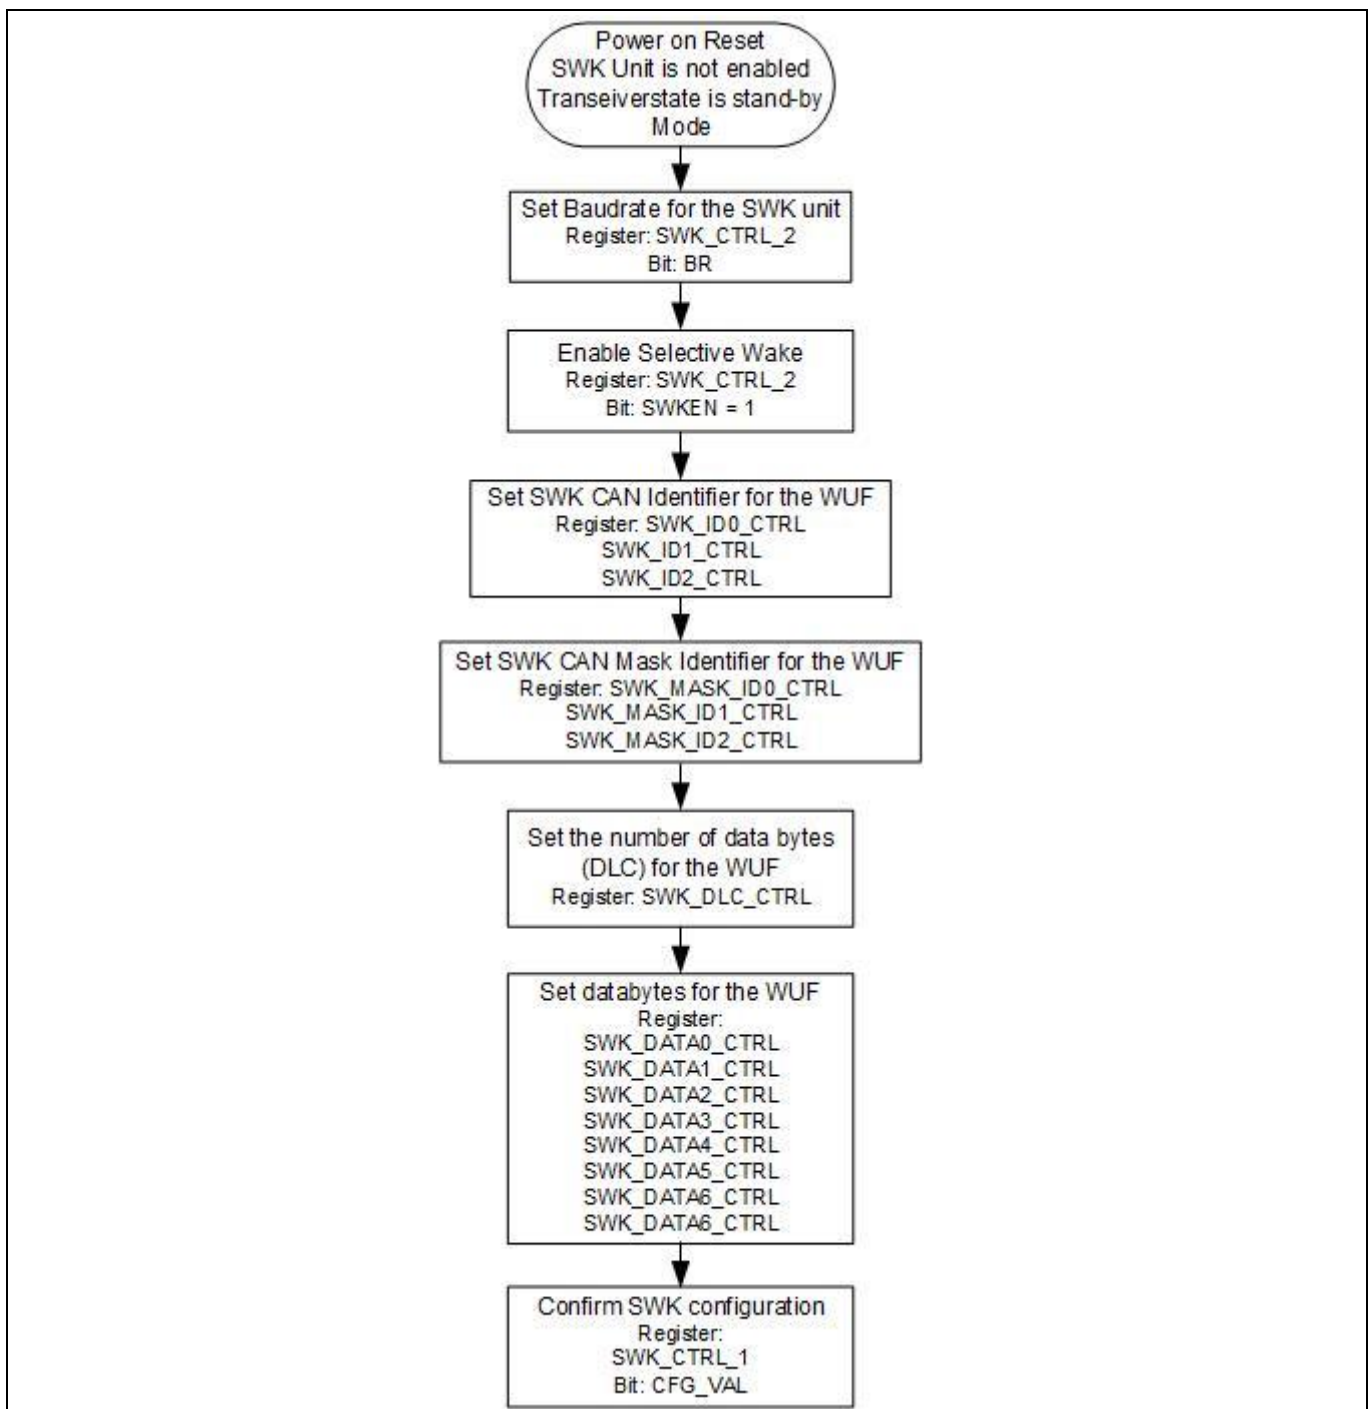 Power on Reset
SWK Unit is not enabled
Transeiverstate is stand-by
Mode
Set Baudrate for the SWK unit
Register: SWK_CTRL_2
Bit: BR
Enable Selective Wake
Register: SWK_CTRL_2
Bit: SWKEN = 1
Set SWK CAN Identifier for the WUF
Register: SWK_ID0_CTRL
SWK_ID1_CTRL
SWK_ID2_CTRL
Set SWK CAN Mask Identifier for the WUF
Register: SWK_MASK_ID0_CTRL
SWK_MASK_ID1_CTRL
SWK_MASK_ID2_CTRL
Set the number of data bytes
(DLC) for the WUF
Register: SWK_DLC_CTRL
Set databytes for the WUF
Register:
SWK_DATA0_CTRL
SWK_DATA1_CTRL
SWK_DATA2_CTRL
SWK_DATA3_CTRL
SWK_DATA4_CTRL
SWK_DATA5_CTRL
SWK_DATA6_CTRL
SWK_DATA6_CTRL
Confirm SWK configuration
Register:
SWK_CTRL_1
Bit: CFG_VAL